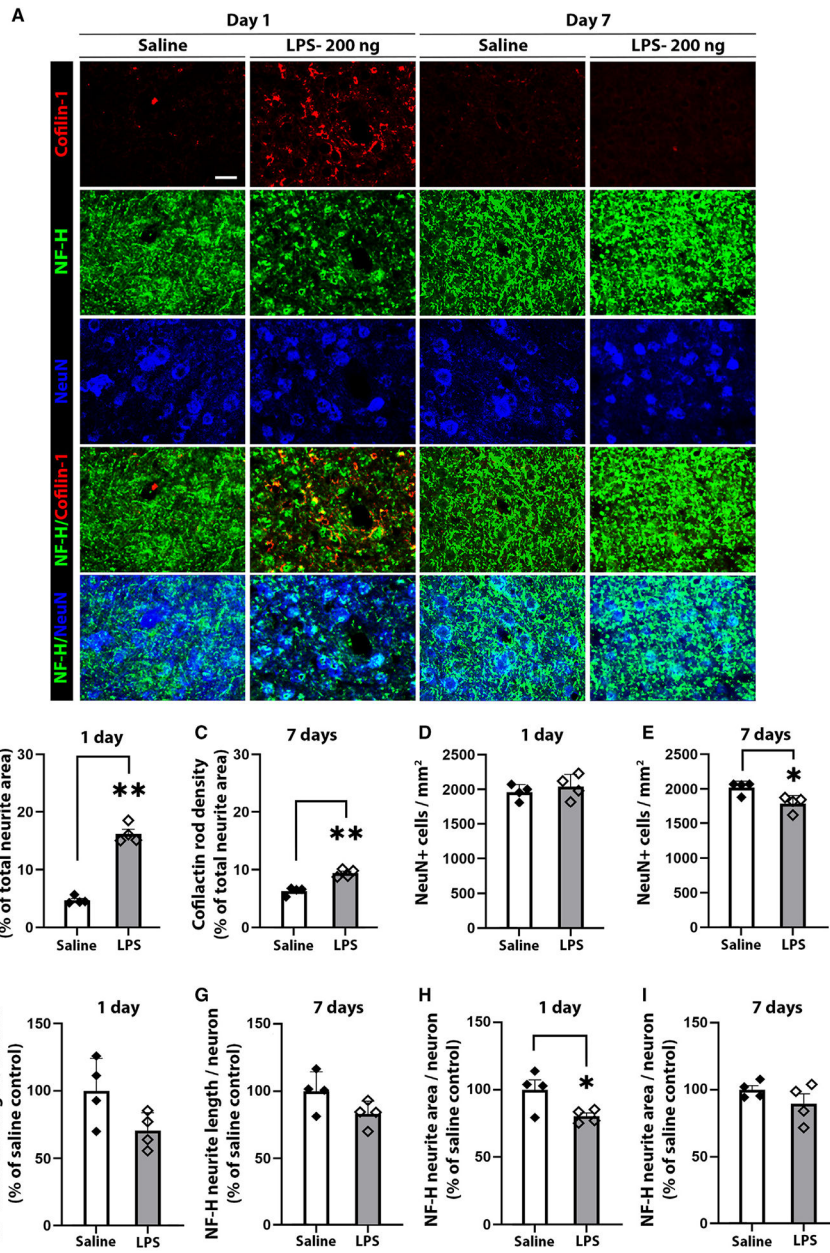 A
Day 1
Day 7
Saline
LPS- 200 ng
Saline
LPS- 200 ng
Cofilin-1
NF-H
NeuN
NF-H/Cofilin-1
NF-H/NeuN
1 day
(% of total neurite area)
30
20
10
0
**
Saline
LPS
C
7 days
Cofilactin rod density
(% of total neurite area)
30
20
10
0
**
Saline
LPS
D
1 day
NeuN+ cells / mm²
2500
2000
1500
1000
500
0
Saline
LPS
E
7 days
NeuN+ cells / mm²
2500
2000
1500
1000
500
0
*
Saline
LPS
1 day
(% of saline control)
150
100
50
0
Saline
LPS
G
7 days
NF-H neurite length / neuron
(% of saline control)
150
100
50
0
Saline
LPS
H
1 day
NF-H neurite area / neuron
(% of saline control)
150
100
50
0
*
Saline
LPS
I
7 days
NF-H neurite area / neuron
(% of saline control)
150
100
50
0
Saline
LPS